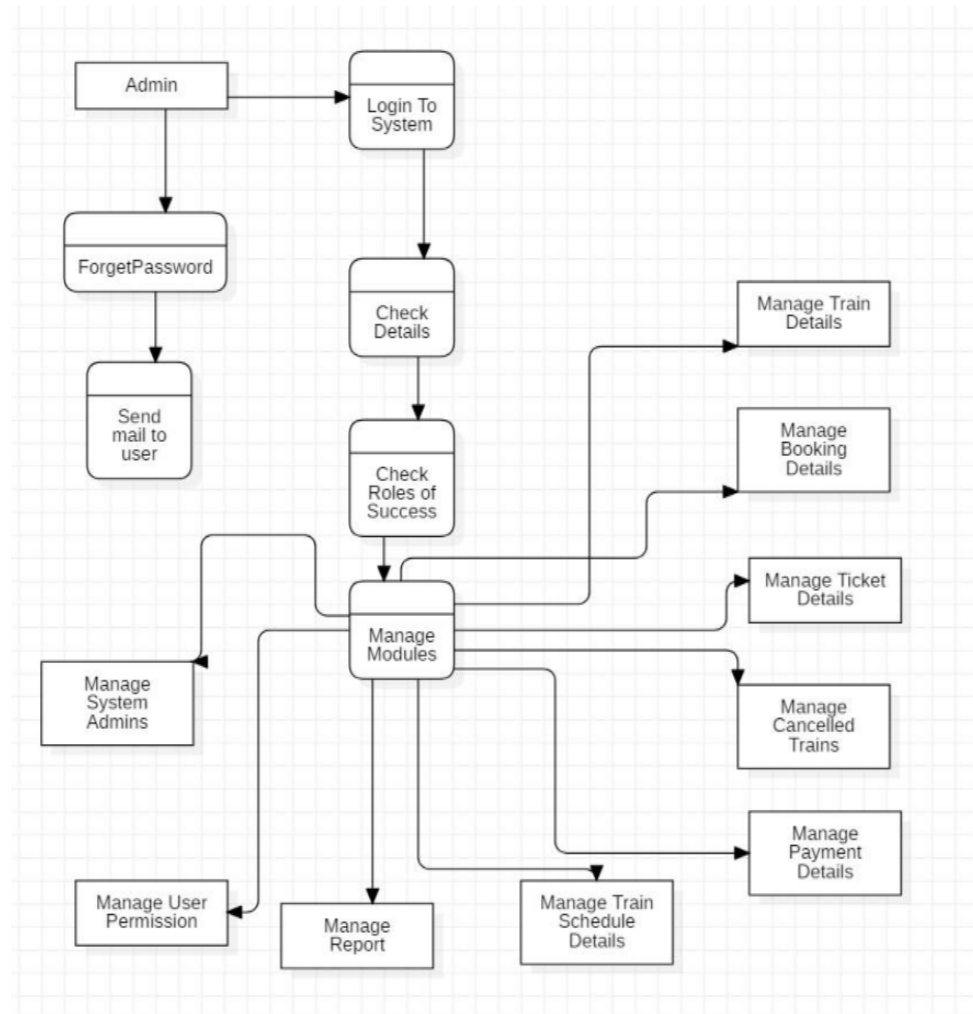 Admin
Login To
System
ForgetPassword
Check
Details
Manage Train
Details
Send
mail to
user
Manage
Booking
Details
Check
Roles of
Success
Manage Ticket
Details
Manage
Modules
Manage
System
Admins
Manage
Cancelled
Trains
Manage
Payment
Details
Manage User
Permission
Manage
Report
Manage Train
Schedule
Details